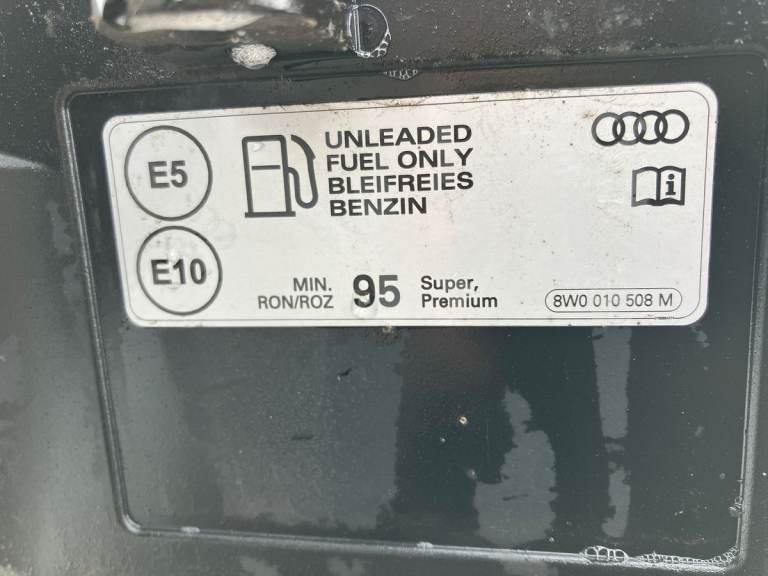 E5
E10
UNLEADED
FUEL ONLY
BLEIFREIES
BENZIN
MIN.
RON/ROZ
95
Super,
Premium
8W0 010 508 M